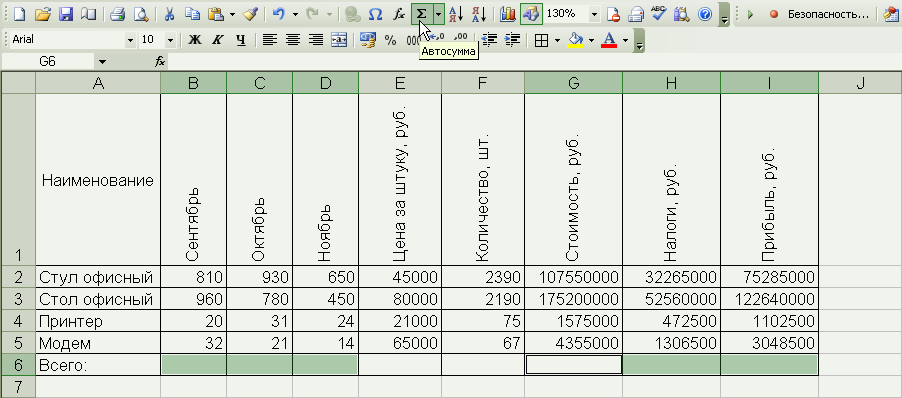 Σ 130% Безопасность...
Arial 10 Ж К Ч % 000 ,0 ,00
Автосумма
G6 fx
A B C D E F G H I J
1 Наименование Сентябрь Октябрь Ноябрь Цена за штуку, руб. Количество, шт. Стоимость, руб. Налоги, руб. Прибыль, руб.
2 Стул офисный 810 930 650 45000 2390 107550000 32265000 75285000
3 Стол офисный 960 780 450 80000 2190 175200000 52560000 122640000
4 Принтер 20 31 24 21000 75 1575000 472500 1102500
5 Модем 32 21 14 65000 67 4355000 1306500 3048500
6 Всего:
7